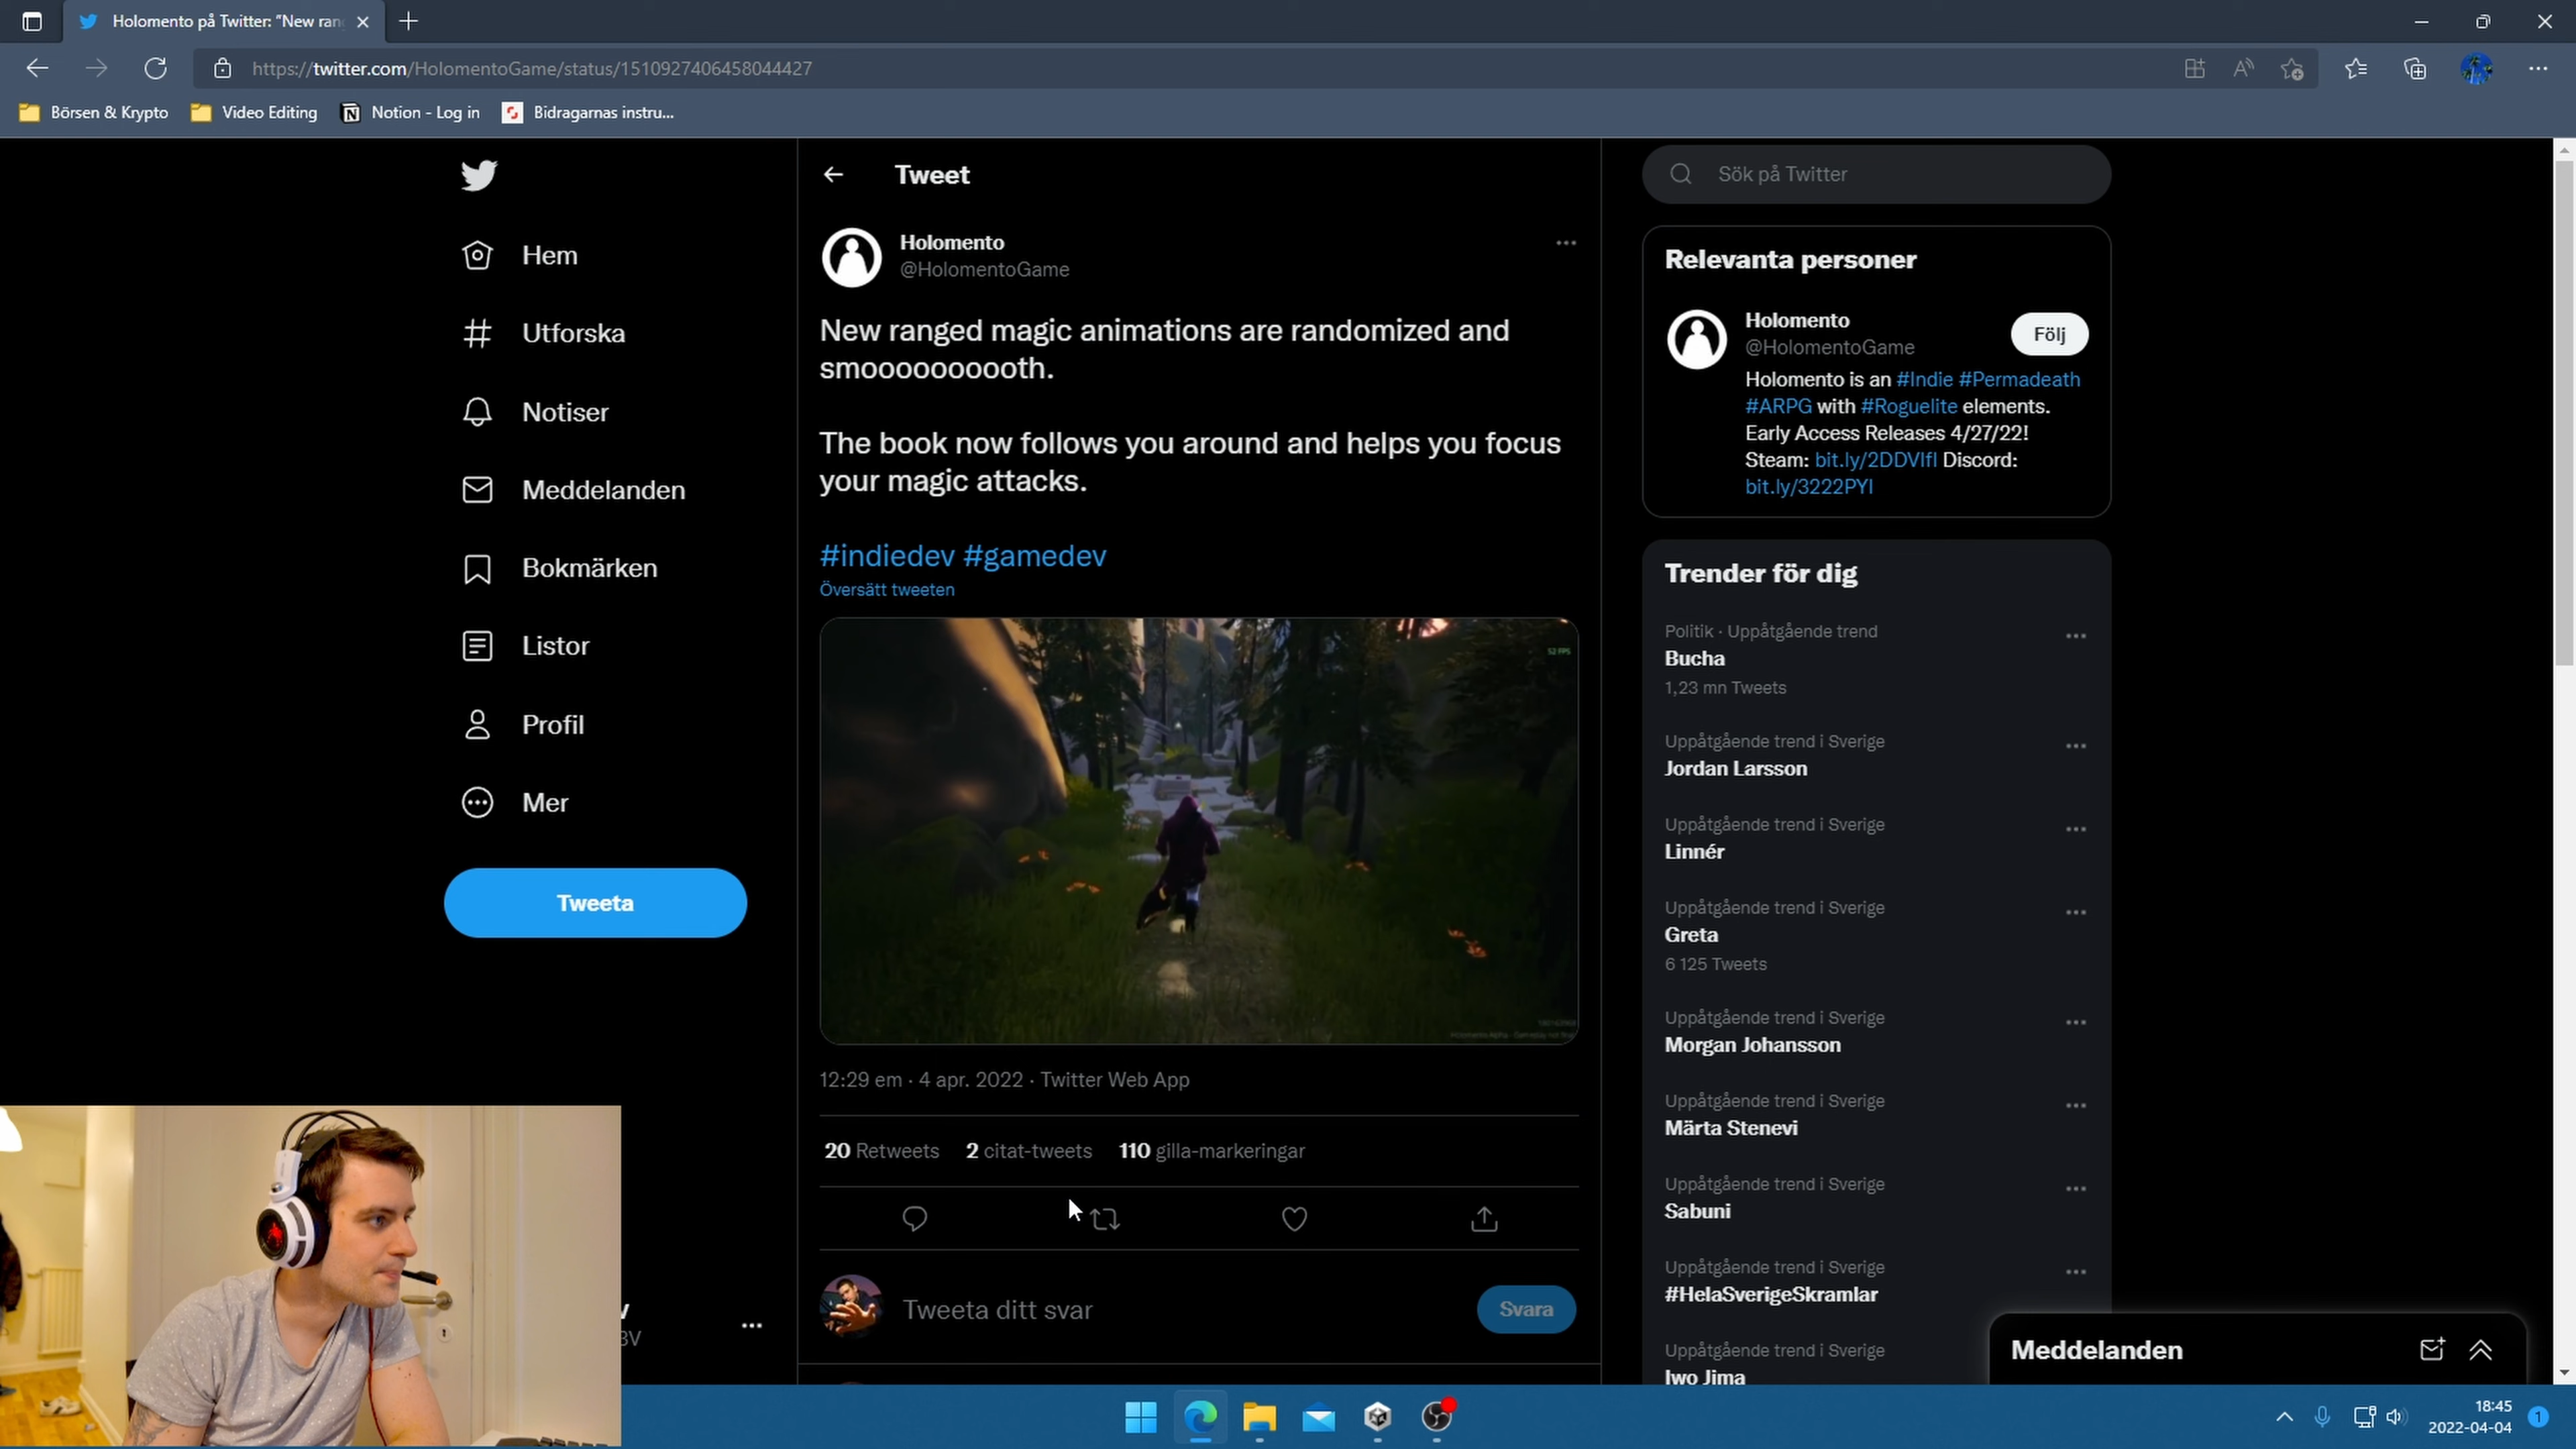 Holomento på Twitter: "New ran
https://twitter.com/HolomentoGame/status/1510927406458044427
Börsen & Krypto
Video Editing
Notion - Log in
Bidragarnas instru...
Hem
Utforska
Notiser
Meddelanden
Bokmärken
Listor
Profil
Mer
Tweeta
Tweet
Holomento
@HolomentoGame
New ranged magic animations are randomized and
smoooooooooth.
The book now follows you around and helps you focus
your magic attacks.
#indiedev #gamedev
Översätt tweeten
52 FPS
12:29 em · 4 apr. 2022 · Twitter Web App
20 Retweets 2 citat-tweets 110 gilla-markeringar
Tweeta ditt svar
Svara
Sök på Twitter
Relevanta personer
Holomento
@HolomentoGame
Följ
Holomento is an #Indie #Permadeath
#ARPG with #Roguelite elements.
Early Access Releases 4/27/22!
Steam: bit.ly/2DDVIfl Discord:
bit.ly/3222PYI
Trender för dig
Politik · Uppåtgående trend
Bucha
1,23 mn Tweets
Uppåtgående trend i Sverige
Jordan Larsson
Uppåtgående trend i Sverige
Linnér
Uppåtgående trend i Sverige
Greta
6 125 Tweets
Uppåtgående trend i Sverige
Morgan Johansson
Uppåtgående trend i Sverige
Märta Stenevi
Uppåtgående trend i Sverige
Sabuni
Uppåtgående trend i Sverige
#HelaSverigeSkramlar
Uppåtgående trend i Sverige
Iwo Jima
Meddelanden
18:45
2022-04-04
1